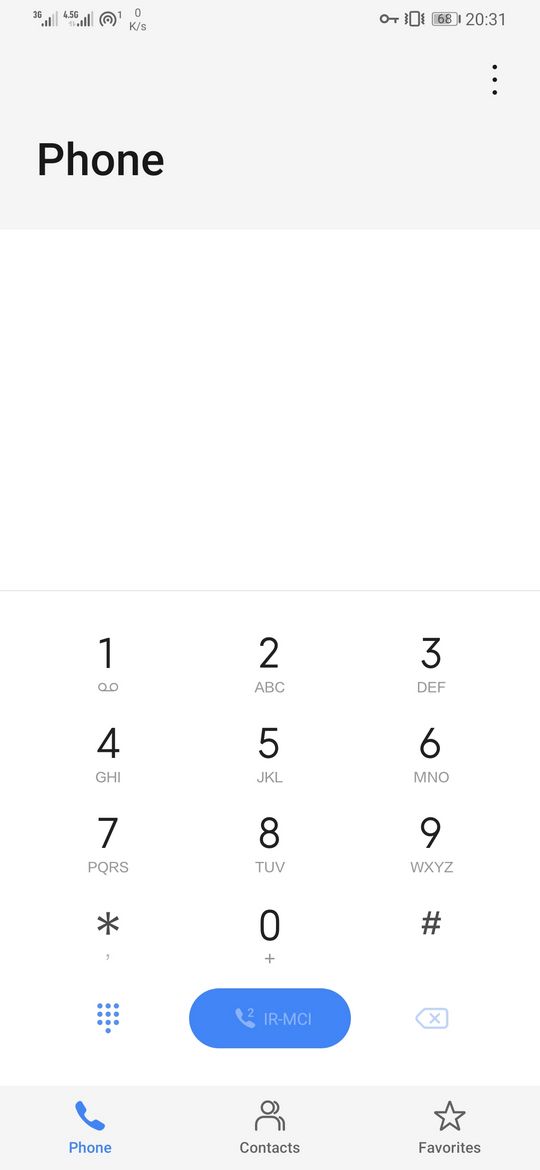 3G 4.5G 1 0 K/s 68 20:31
Phone
1 2 3
ABC DEF
4 5 6
GHI JKL MNO
7 8 9
PQRS TUV WXYZ
* 0 #
, +
2 IR-MCI
Phone Contacts Favorites